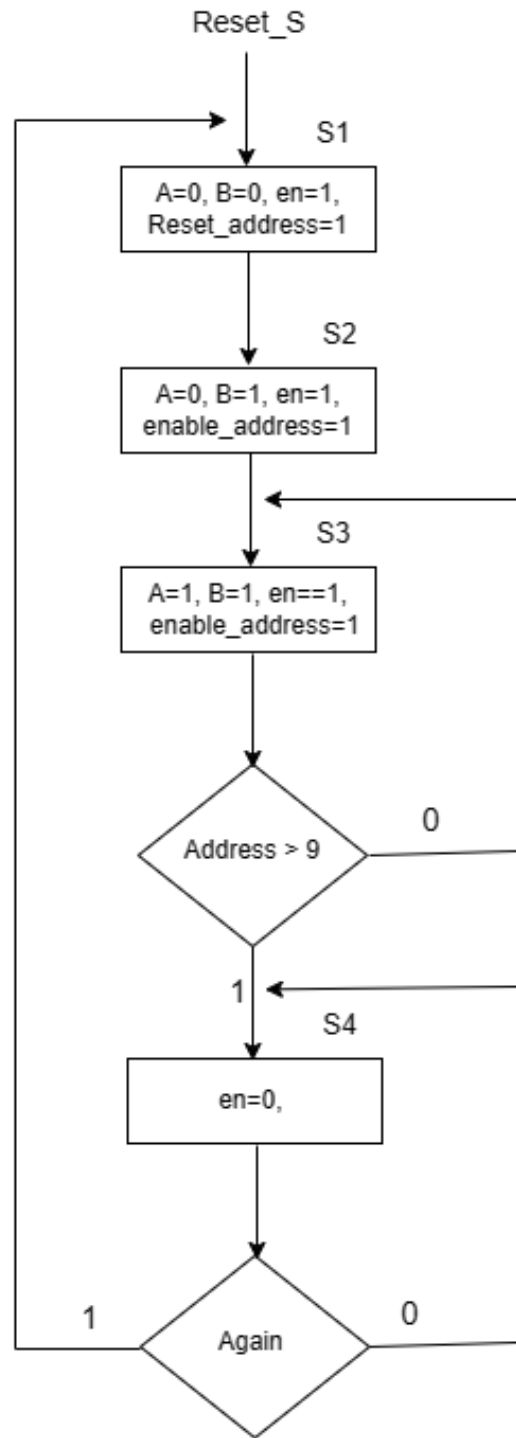 Reset_S
S1
A=0, B=0, en=1,
Reset_address=1
S2
A=0, B=1, en=1,
enable_address=1
S3
A=1, B=1, en==1,
enable_address=1
Address > 9
0
1
S4
en=0,
Again
1
0